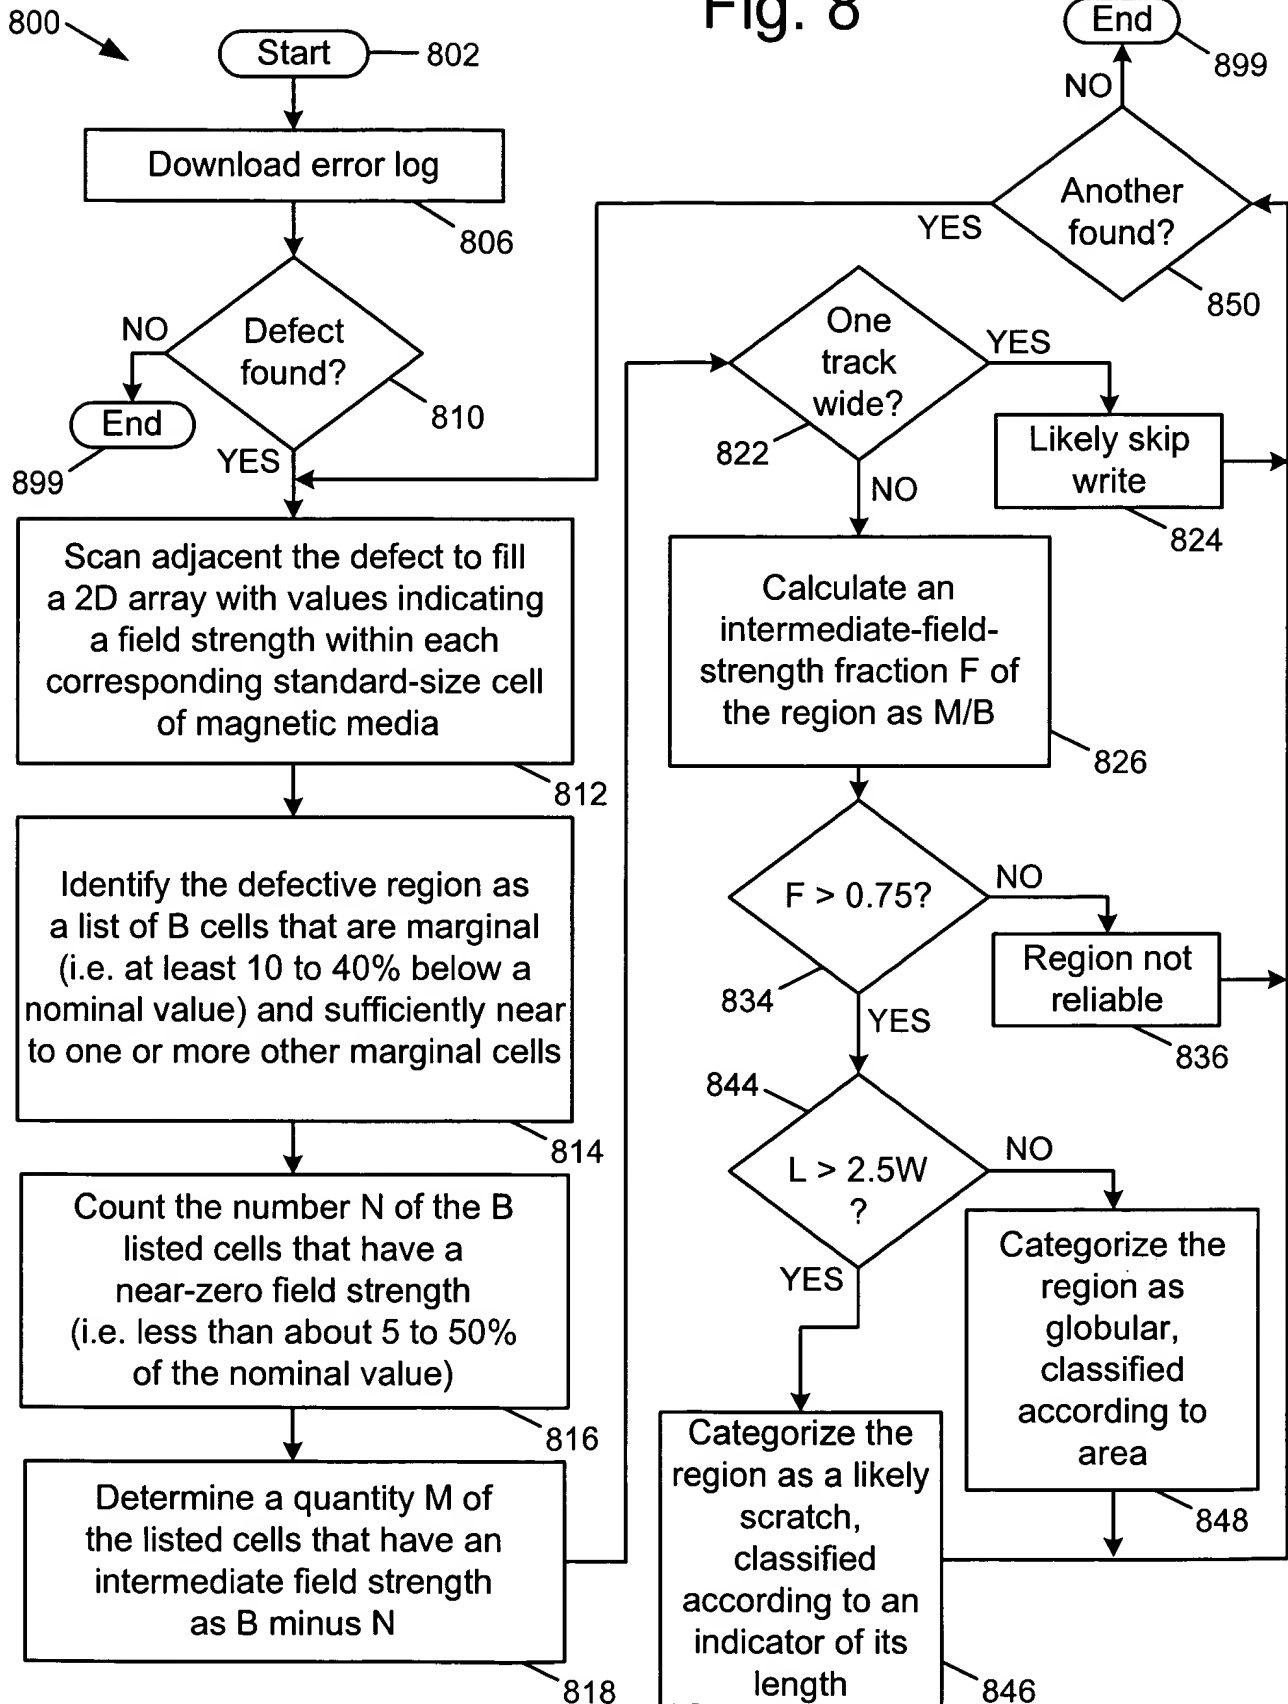 Fig. 8
800
Start
802
Download error log
806
Defect
found?
810
NO
End
899
YES
Scan adjacent the defect to fill
a 2D array with values indicating
a field strength within each
corresponding standard-size cell
of magnetic media
812
Identify the defective region as
a list of B cells that are marginal
(i.e. at least 10 to 40% below a
nominal value) and sufficiently near
to one or more other marginal cells
814
Count the number N of the B
listed cells that have a
near-zero field strength
(i.e. less than about 5 to 50%
of the nominal value)
816
Determine a quantity M of
the listed cells that have an
intermediate field strength
as B minus N
818
One
track
wide?
822
YES
Likely skip
write
824
NO
Calculate an
intermediate-field-
strength fraction F of
the region as M/B
826
F > 0.75?
834
NO
Region not
reliable
836
YES
844
L > 2.5W
?
NO
Categorize the
region as
globular,
classified
according to
area
848
YES
Categorize the
region as a likely
scratch,
classified
according to an
indicator of its
length
846
Another
found?
850
YES
NO
End
899